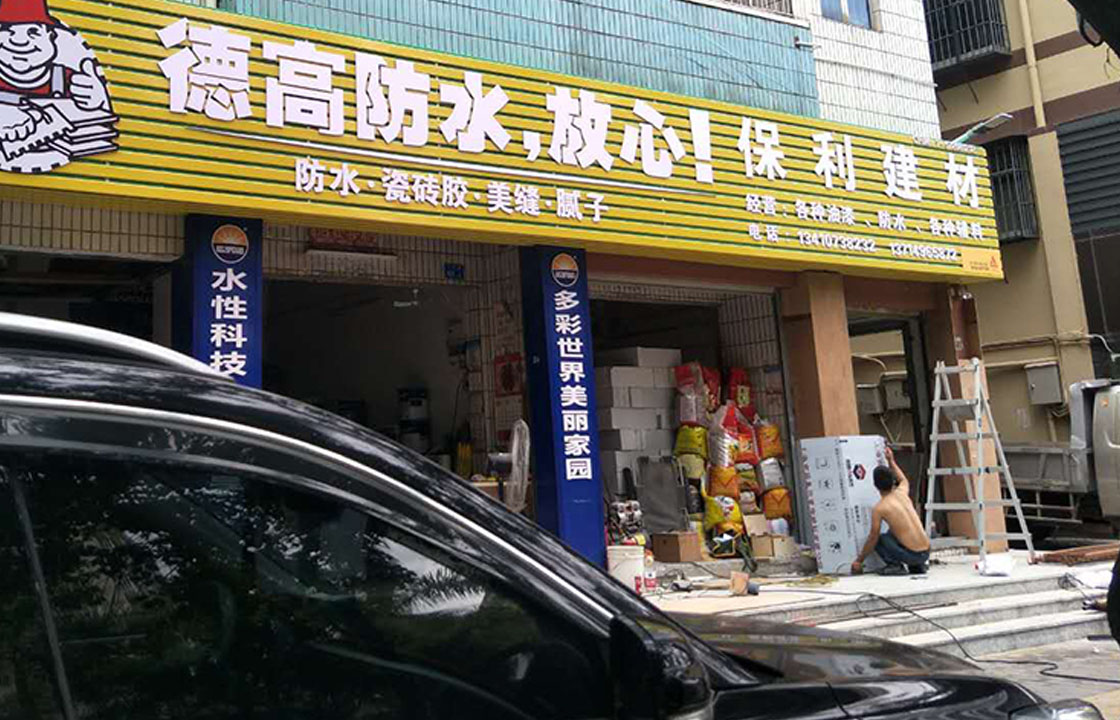 德高防水，放心！
防水·瓷砖胶·美缝·腻子
保利建材
经营：各种油漆、防水、各种辅料
电话：13410738232 13714965872
水性科技
多彩世界美丽家园